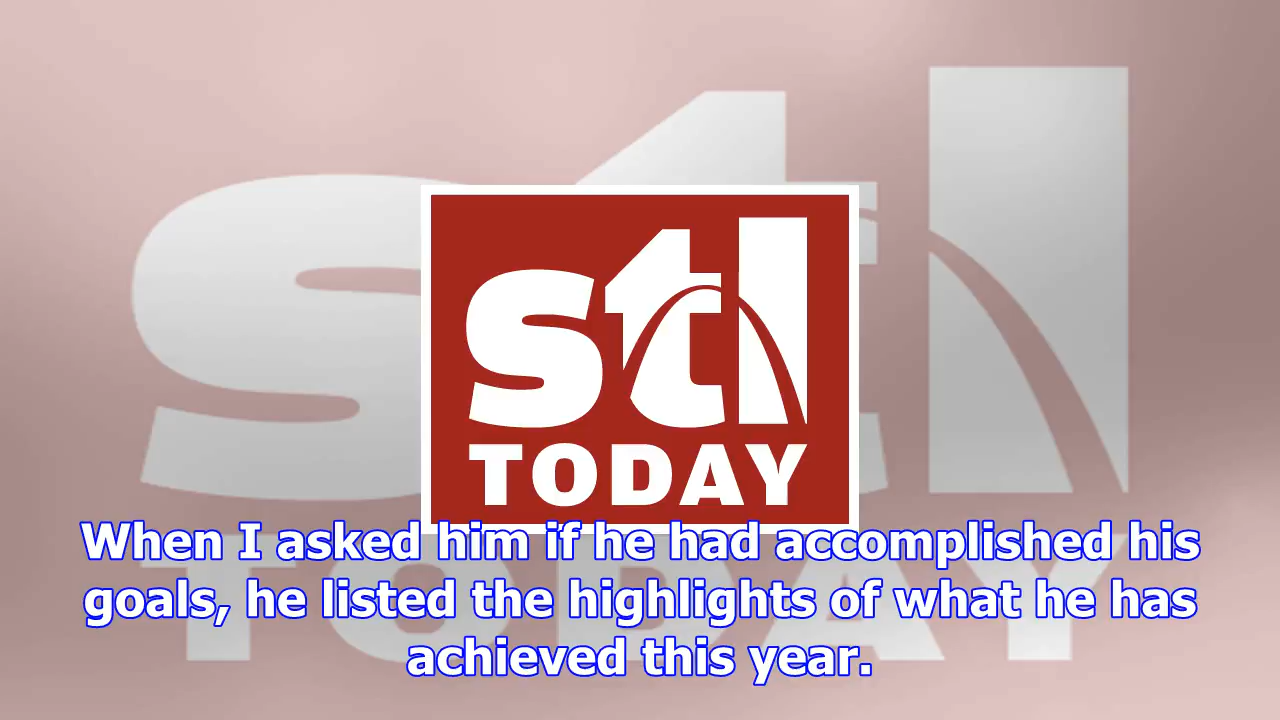 stl
TODAY
When I asked him if he had accomplished his
goals, he listed the highlights of what he has
achieved this year.